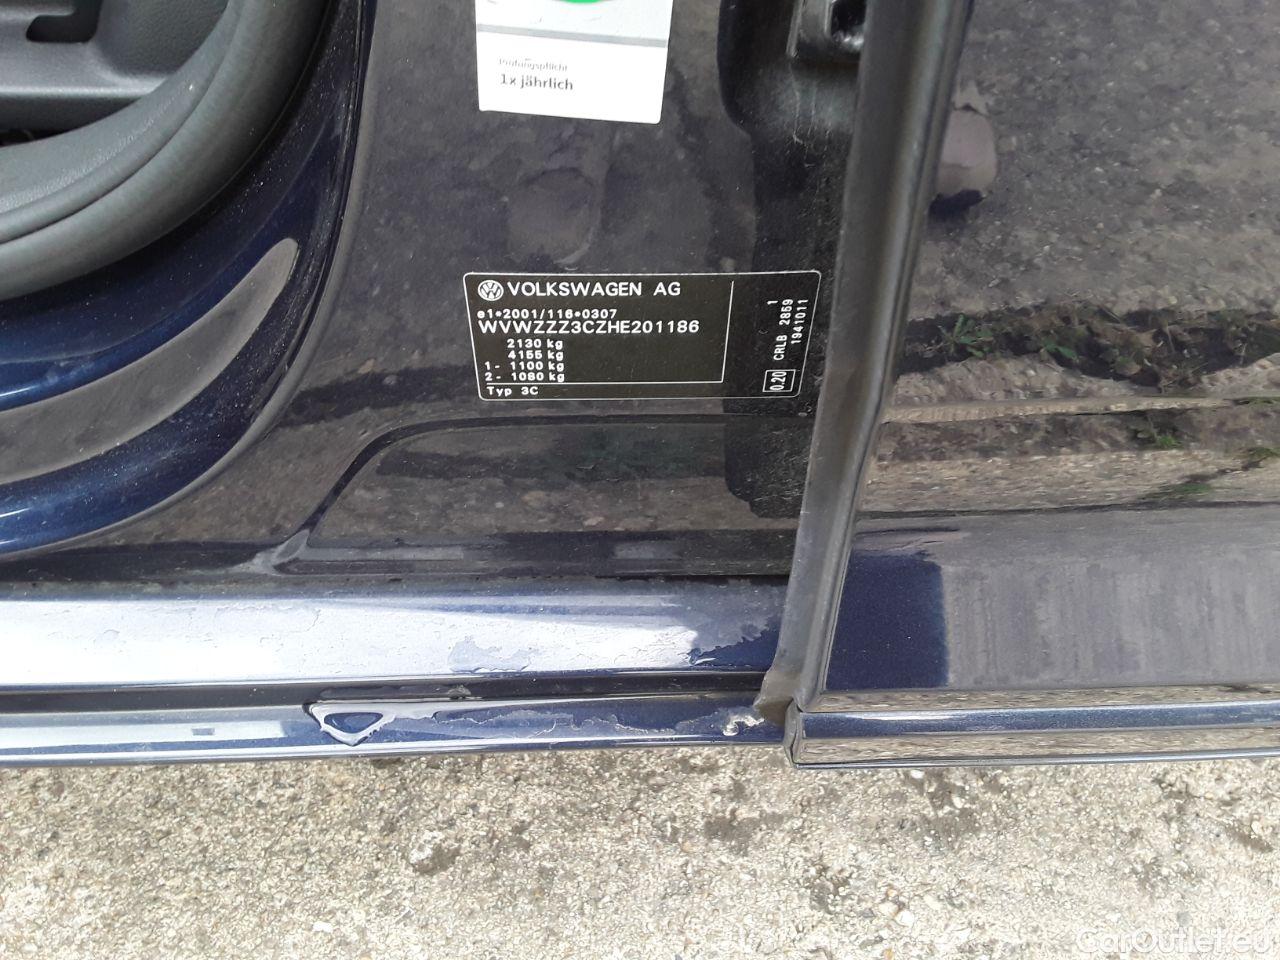 Prüfungspflicht
1x jährlich
VOLKSWAGEN AG
e1*2001/116*0307
WVWZZZ3CZHE201186
2130 kg
4155 kg
1- 1100 kg
2- 1080 kg
Typ 3C
0.20 CRLB 2859 1
1941011
CarOutlet.eu